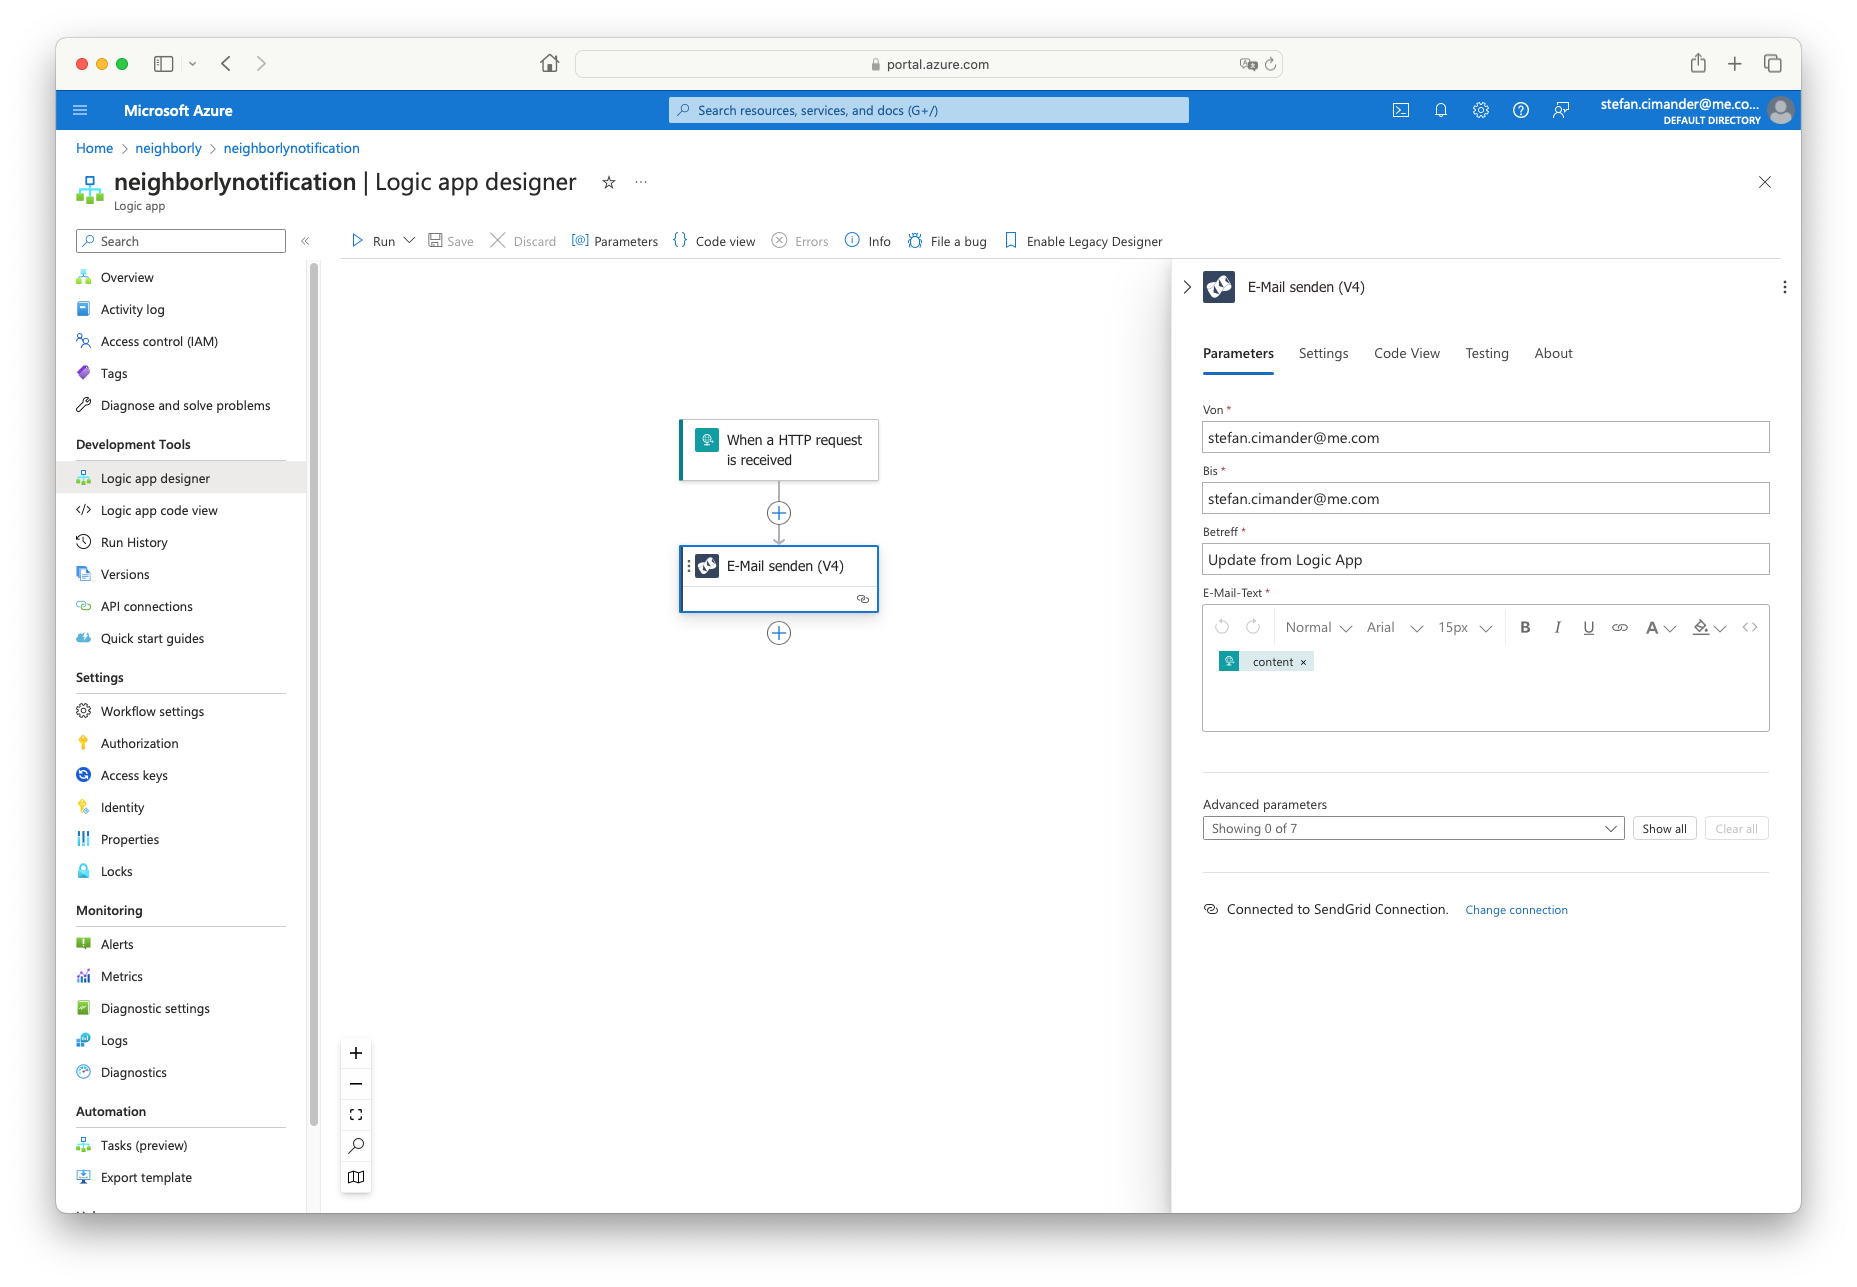 portal.azure.com
Microsoft Azure
Search resources, services, and docs (G+/)
stefan.cimander@me.co...
DEFAULT DIRECTORY
Home > neighborly > neighborlynotification
neighborlynotification | Logic app designer
Logic app
Search
Run
Save
Discard
Parameters
Code view
Errors
Info
File a bug
Enable Legacy Designer
Overview
Activity log
Access control (IAM)
Tags
Diagnose and solve problems
Development Tools
Logic app designer
Logic app code view
Run History
Versions
API connections
Quick start guides
Settings
Workflow settings
Authorization
Access keys
Identity
Properties
Locks
Monitoring
Alerts
Metrics
Diagnostic settings
Logs
Diagnostics
Automation
Tasks (preview)
Export template
When a HTTP request
is received
E-Mail senden (V4)
E-Mail senden (V4)
Parameters
Settings
Code View
Testing
About
Von *
stefan.cimander@me.com
Bis *
stefan.cimander@me.com
Betreff *
Update from Logic App
E-Mail-Text *
Normal
Arial
15px
B I U A
content ×
Advanced parameters
Showing 0 of 7
Show all
Clear all
Connected to SendGrid Connection. Change connection